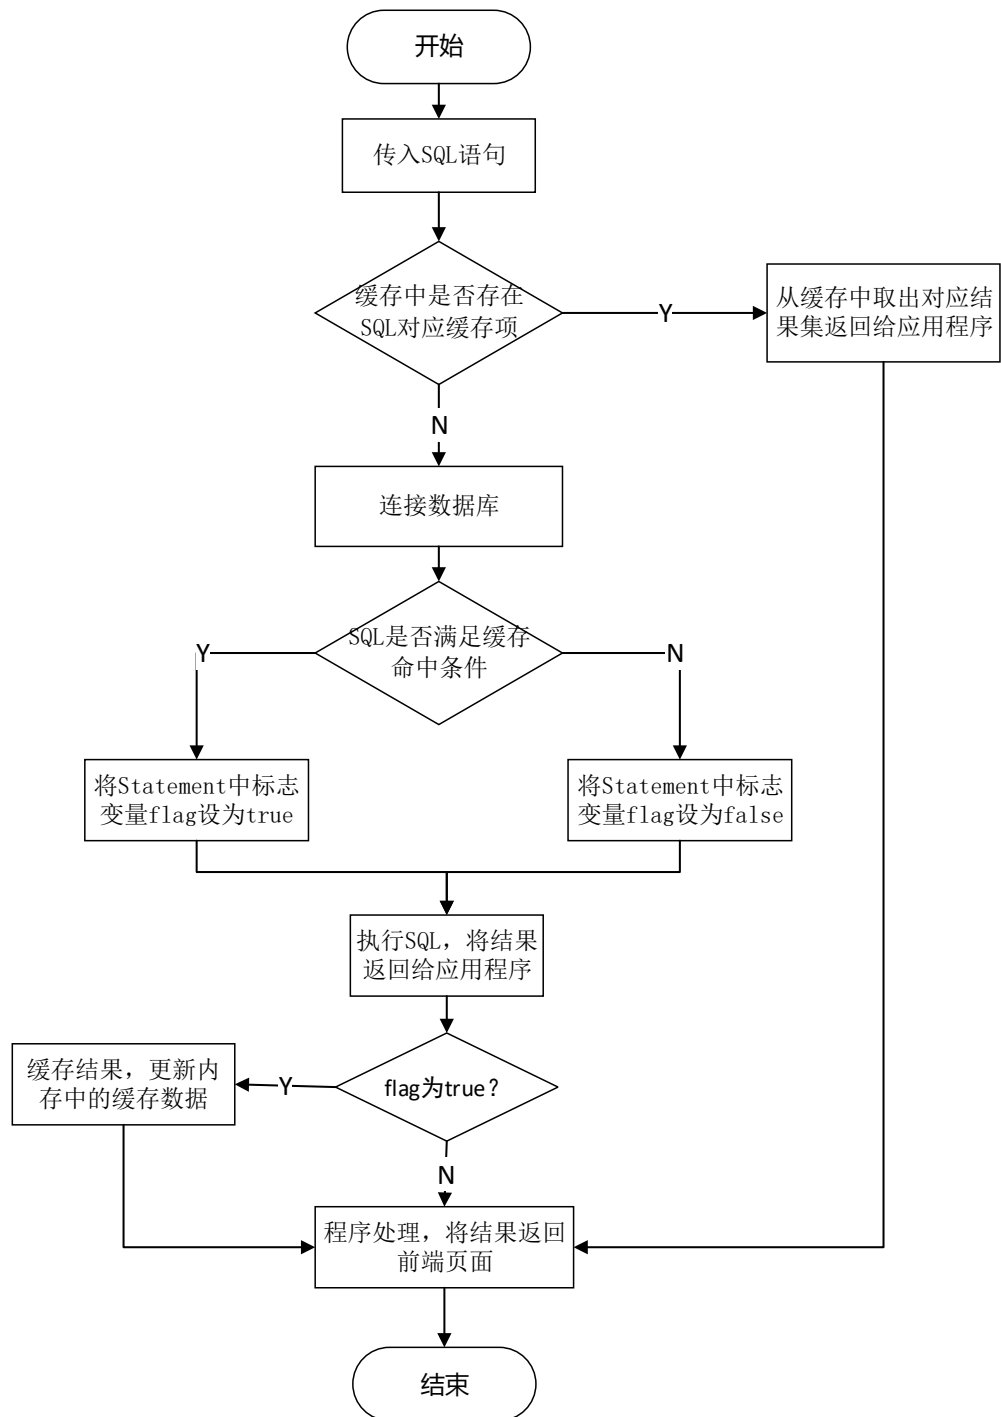 开始
传入SQL语句
缓存中是否存在
SQL对应缓存项
Y
从缓存中取出对应结
果集返回给应用程序
N
连接数据库
SQL是否满足缓存
命中条件
Y
N
将Statement中标志
变量flag设为true
将Statement中标志
变量flag设为false
执行SQL，将结果
返回给应用程序
flag为true？
Y
缓存结果，更新内
存中的缓存数据
N
程序处理，将结果返回
前端页面
结束